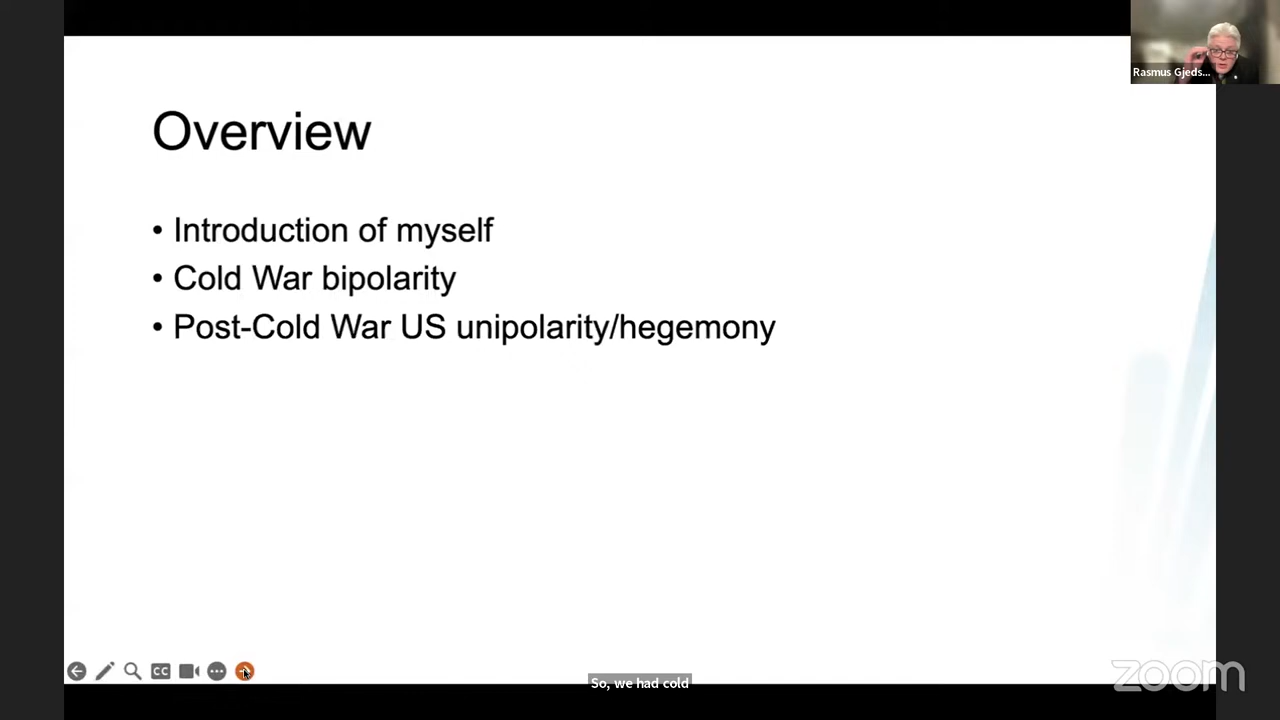 Rasmus Gjeds...
Overview
• Introduction of myself
• Cold War bipolarity
• Post-Cold War US unipolarity/hegemony
CC
So, we had cold
zoom